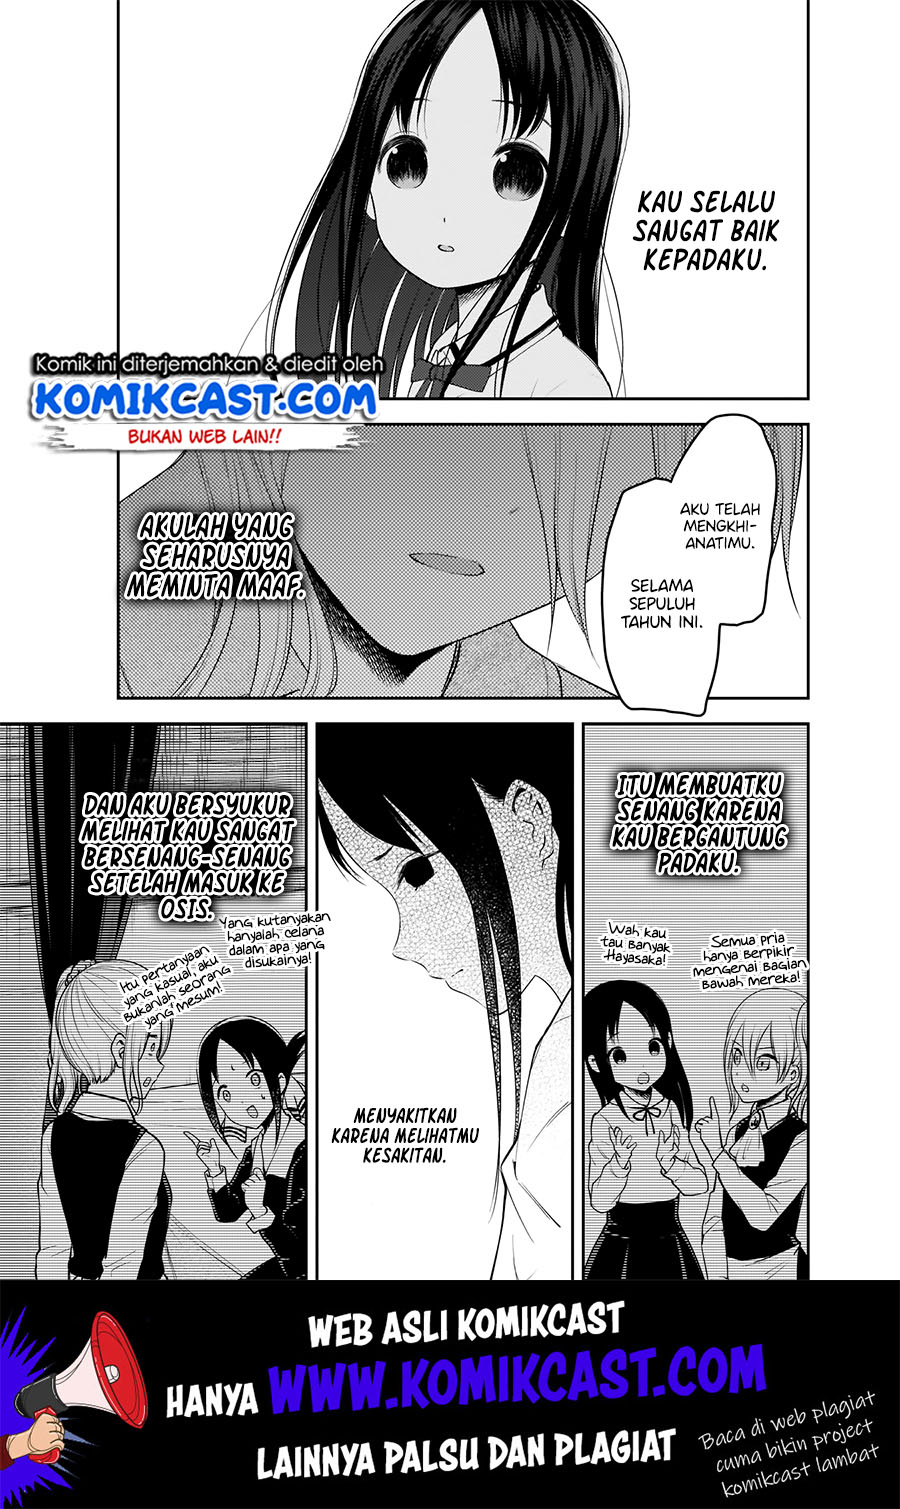 KAU SELALU
SANGAT BAIK
KEPADAKU.
Komik ini diterjemahkan & diedit oleh
KOMIKCAST.COM
BUKAN WEB LAIN!!
AKU TELAH
MENGKHI-
ANATIMU.
SELAMA
SEPULUH
TAHUN INI.
AKULAH YANG
SEHARUSNYA
MEMINTA MAAF.
ITU MEMBUATKU
SENANG KARENA
KAU BERGANTUNG
PADAKU.
Semua pria
hanya berpikir
mengenai bagian
bawah mereka!
Wah kau
tau banyak
Hayasaka!
MENYAKITKAN
KARENA MELIHATMU
KESAKITAN.
DAN AKU BERSYUKUR
MELIHAT KAU SANGAT
BERSENANG-SENANG
SETELAH MASUK KE
OSIS.
Yang kutanyakan
hanyalah celana
dalam apa yang
disukainya!
Itu pertanyaan
yang kasual, aku
bukanlah seorang
yang mesum!
WEB ASLI KOMIKCAST
HANYA WWW.KOMIKCAST.COM
LAINNYA PALSU DAN PLAGIAT
Baca di web plagiat
cuma bikin project
komikcast lambat